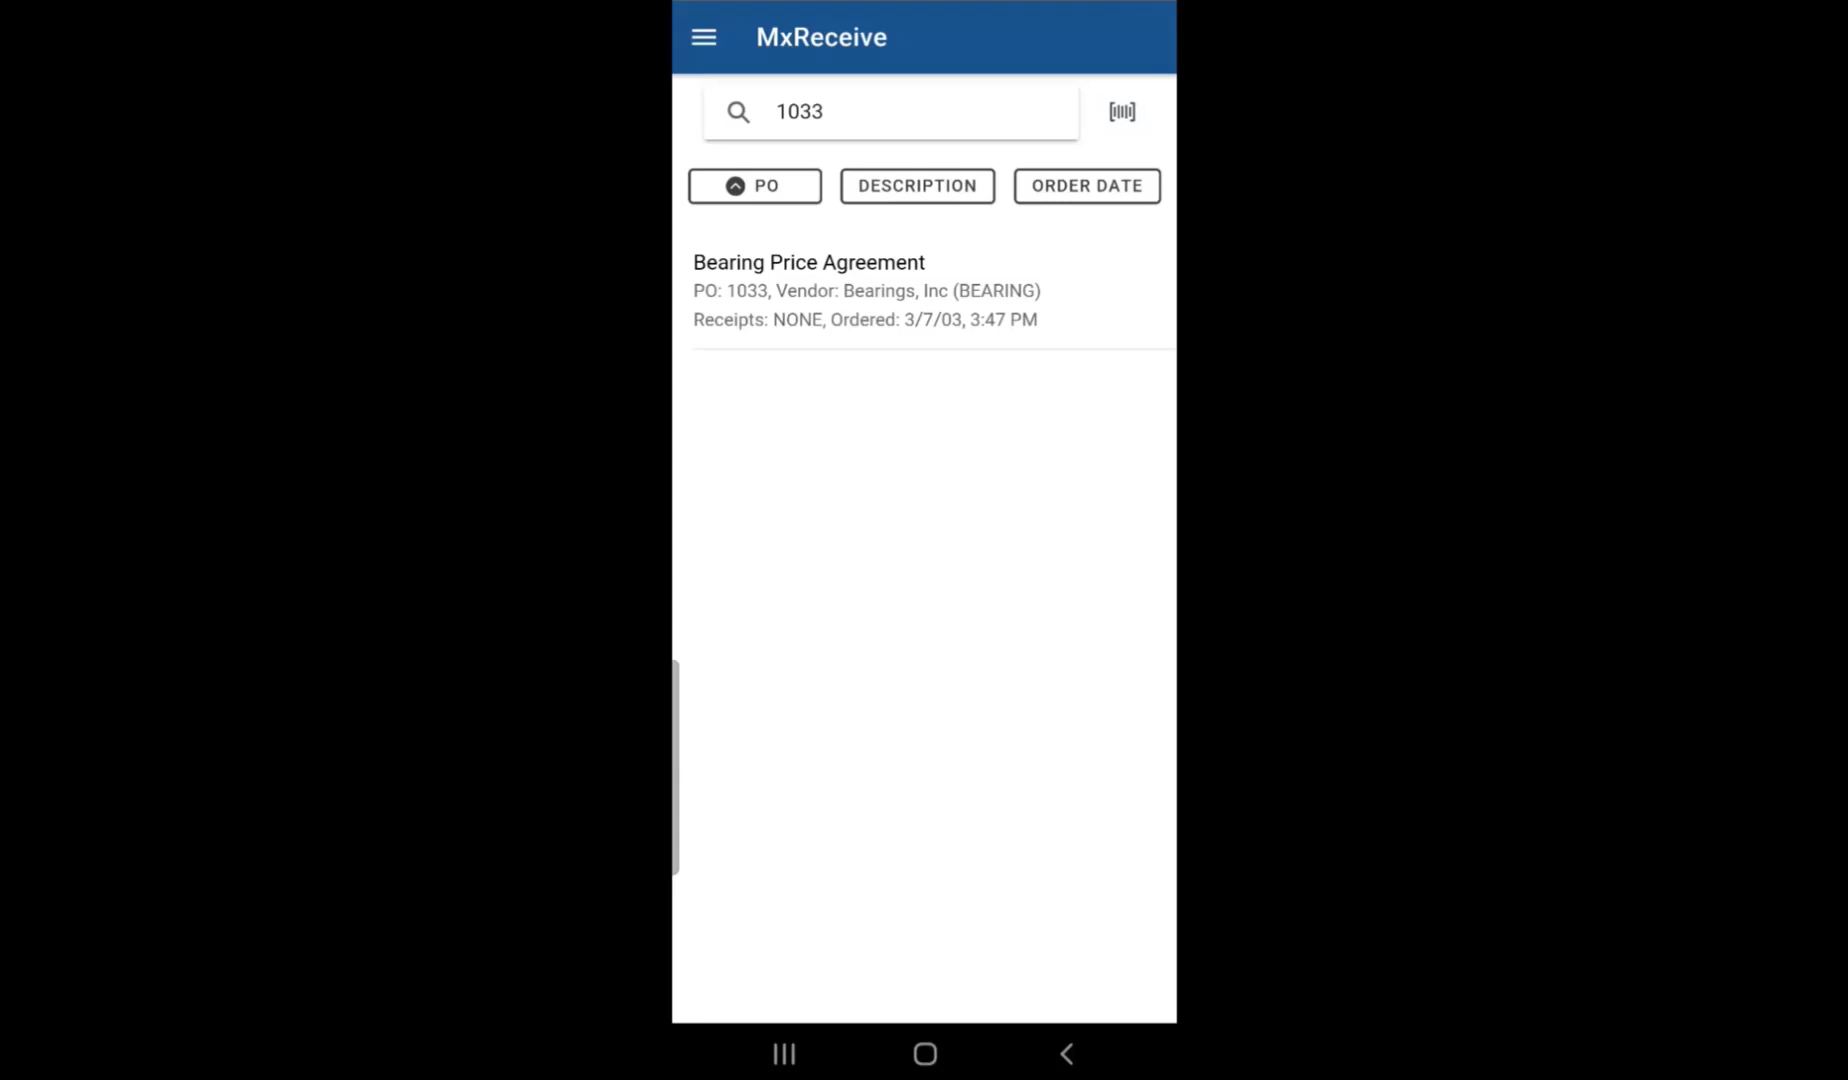 MxReceive
1033
PO
DESCRIPTION
ORDER DATE
Bearing Price Agreement
PO: 1033, Vendor: Bearings, Inc (BEARING)
Receipts: NONE, Ordered: 3/7/03, 3:47 PM